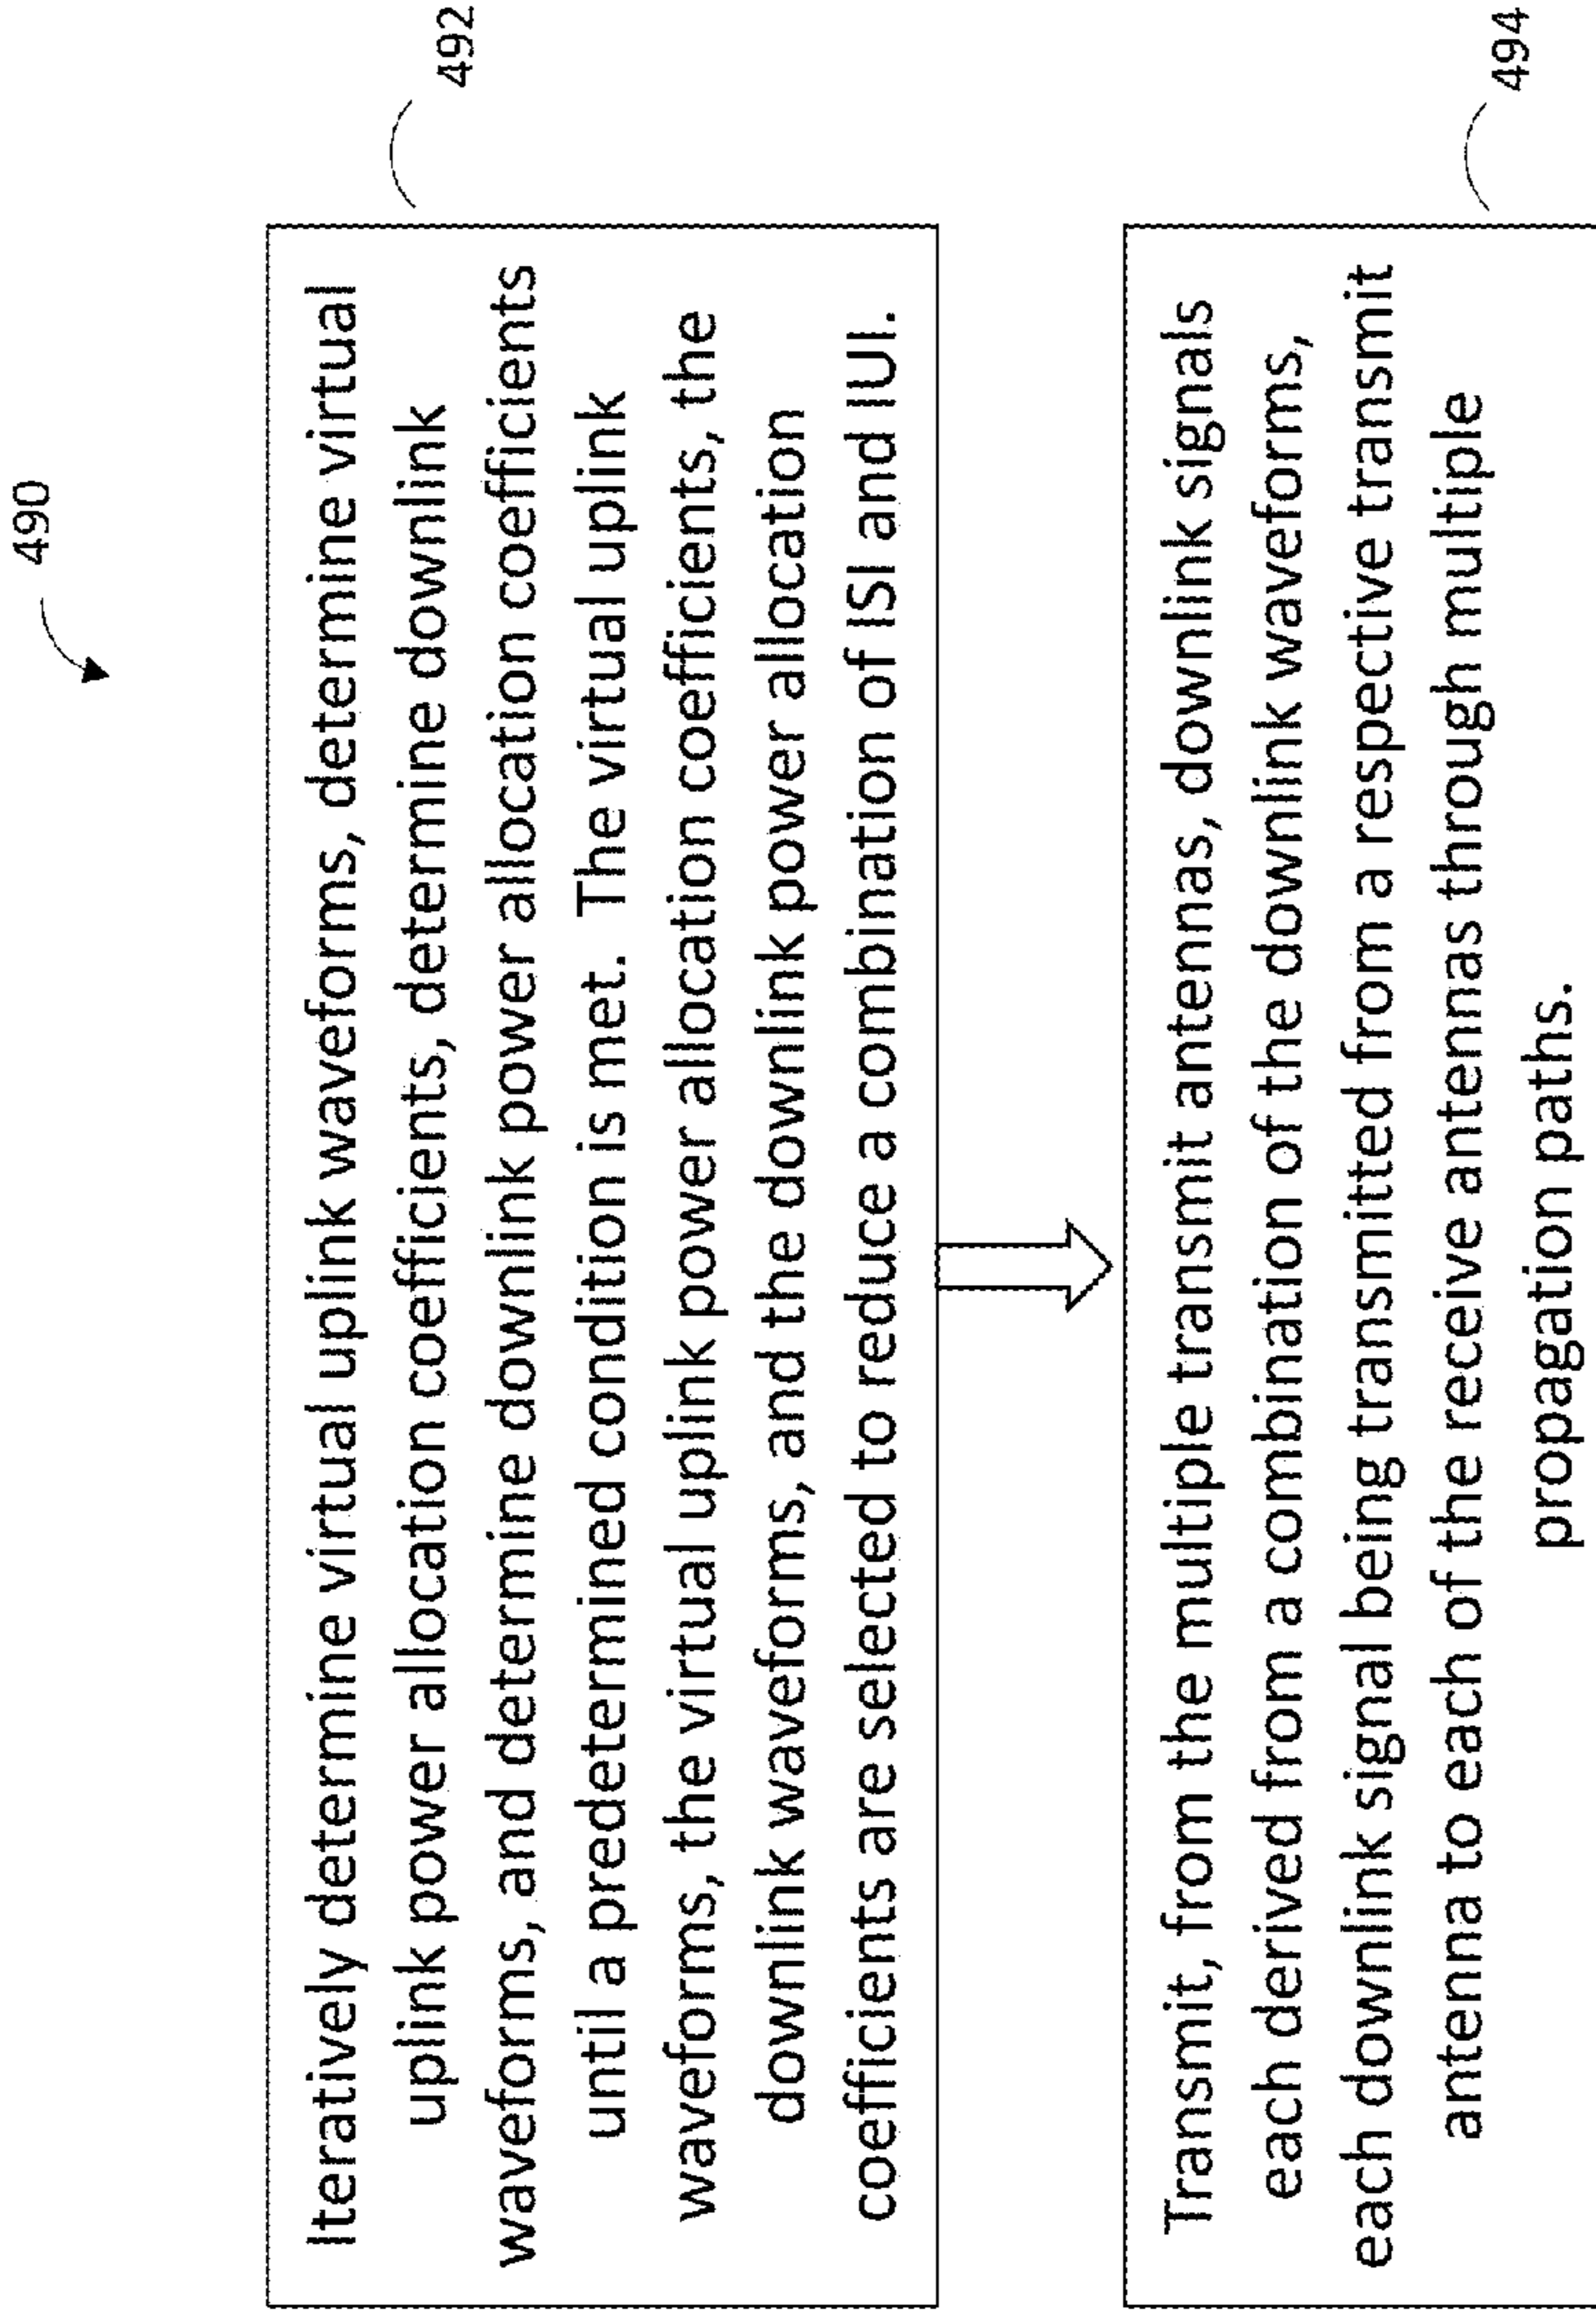 490
Iteratively determine virtual uplink waveforms, determine virtual
uplink power allocation coefficients, determine downlink
waveforms, and determine downlink power allocation coefficients
until a predetermined condition is met. The virtual uplink
waveforms, the virtual uplink power allocation coefficients, the
downlink waveforms, and the downlink power allocation
coefficients are selected to reduce a combination of ISI and IUI.
492
Transmit, from the multiple transmit antennas, downlink signals
each derived from a combination of the downlink waveforms,
each downlink signal being transmitted from a respective transmit
antenna to each of the receive antennas through multiple
propagation paths.
494